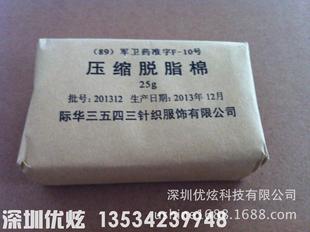 (89)军卫药准字F-10号
压缩脱脂棉
25g
批号:201312 生产日期:2013年12月
际华三五四三针织服饰有限公司
深圳优炫科技有限公司
深圳优炫 13534239748